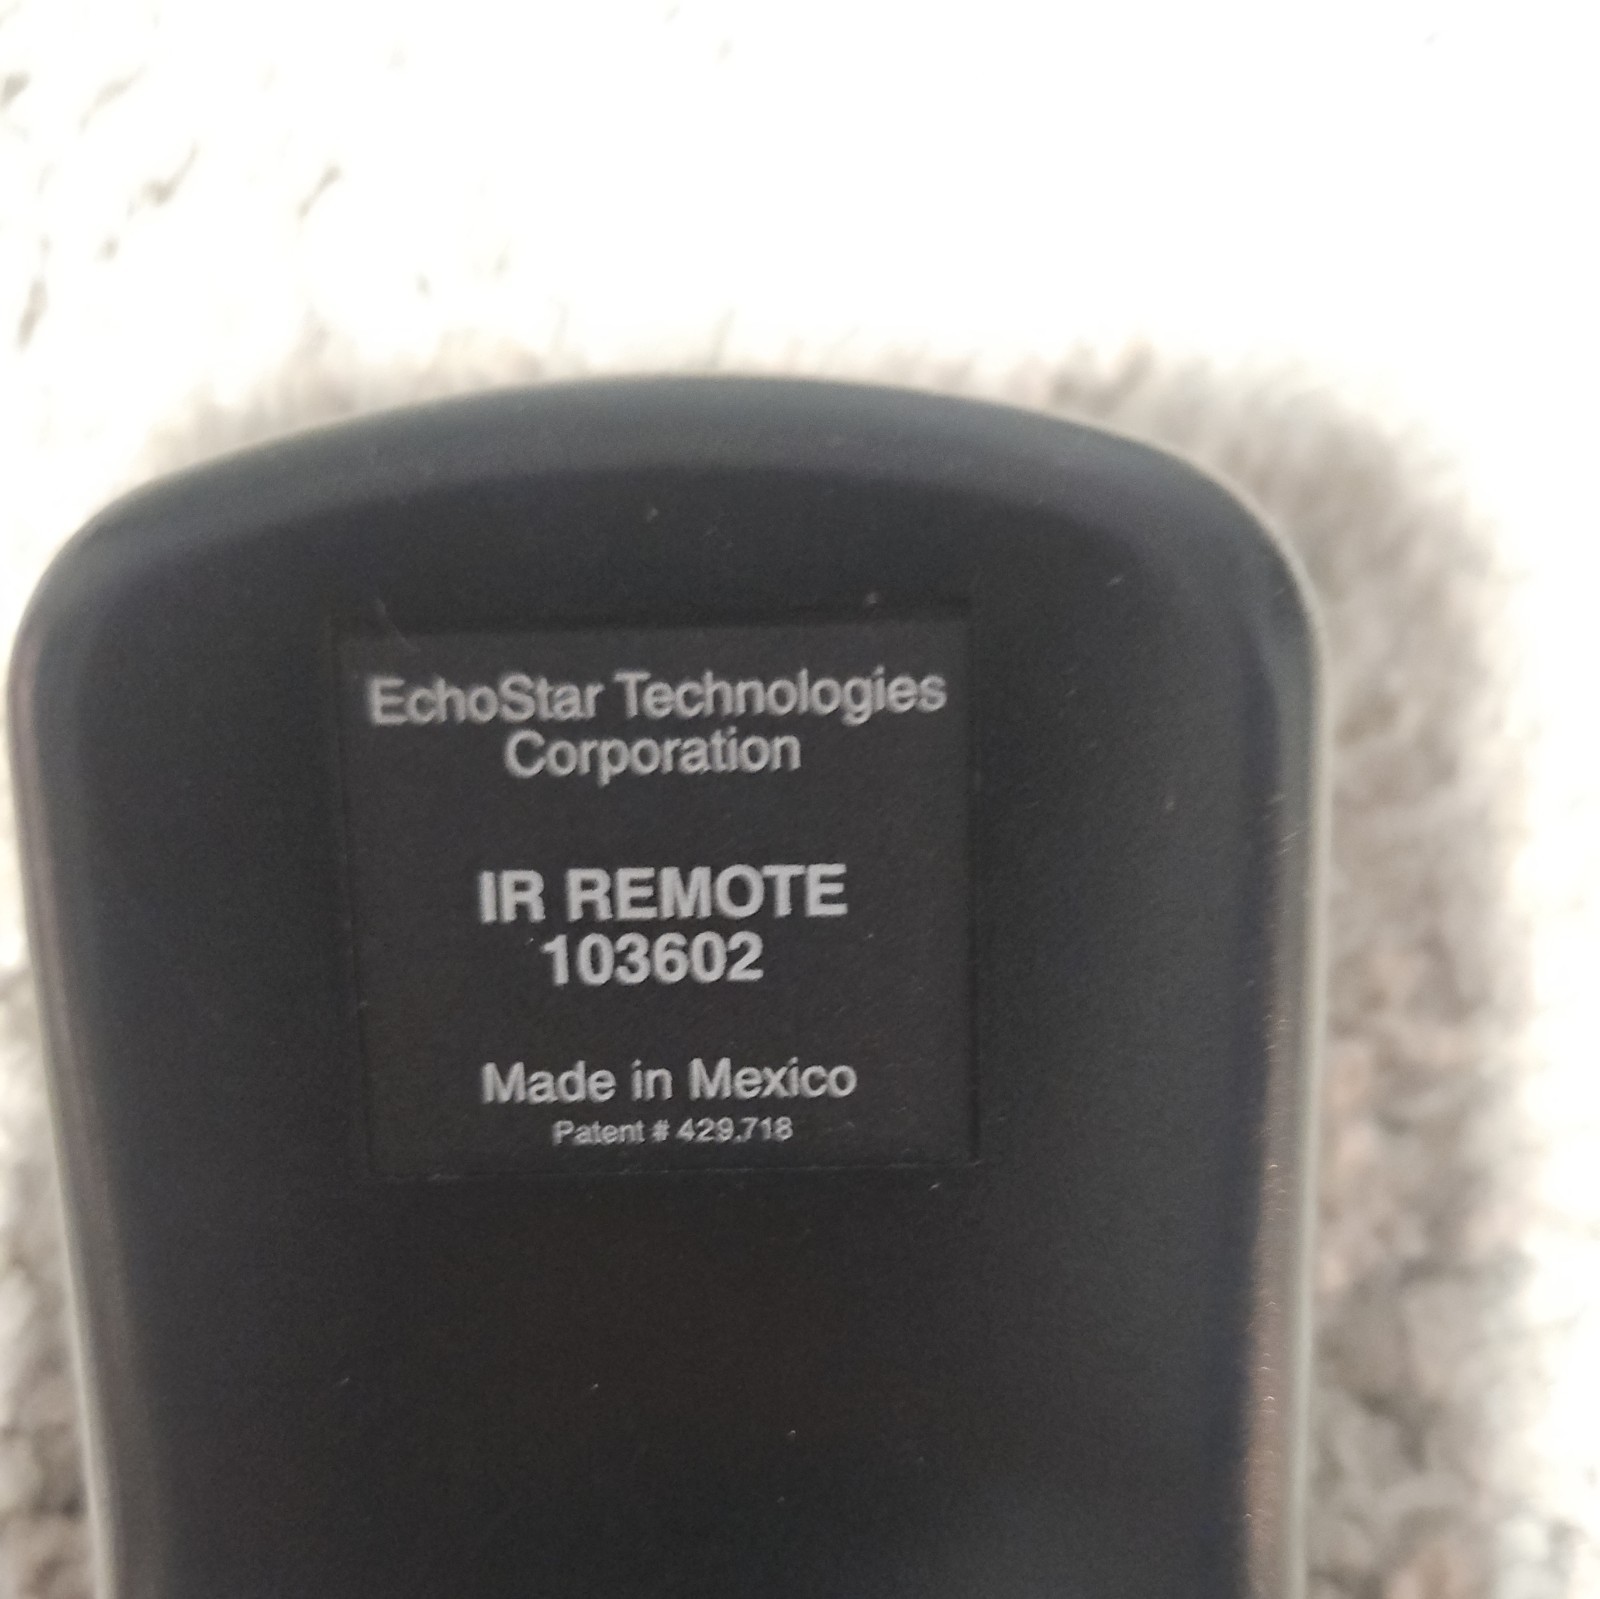 EchoStar Technologies
Corporation
IR REMOTE
103602
Made in Mexico
Patent # 429,718